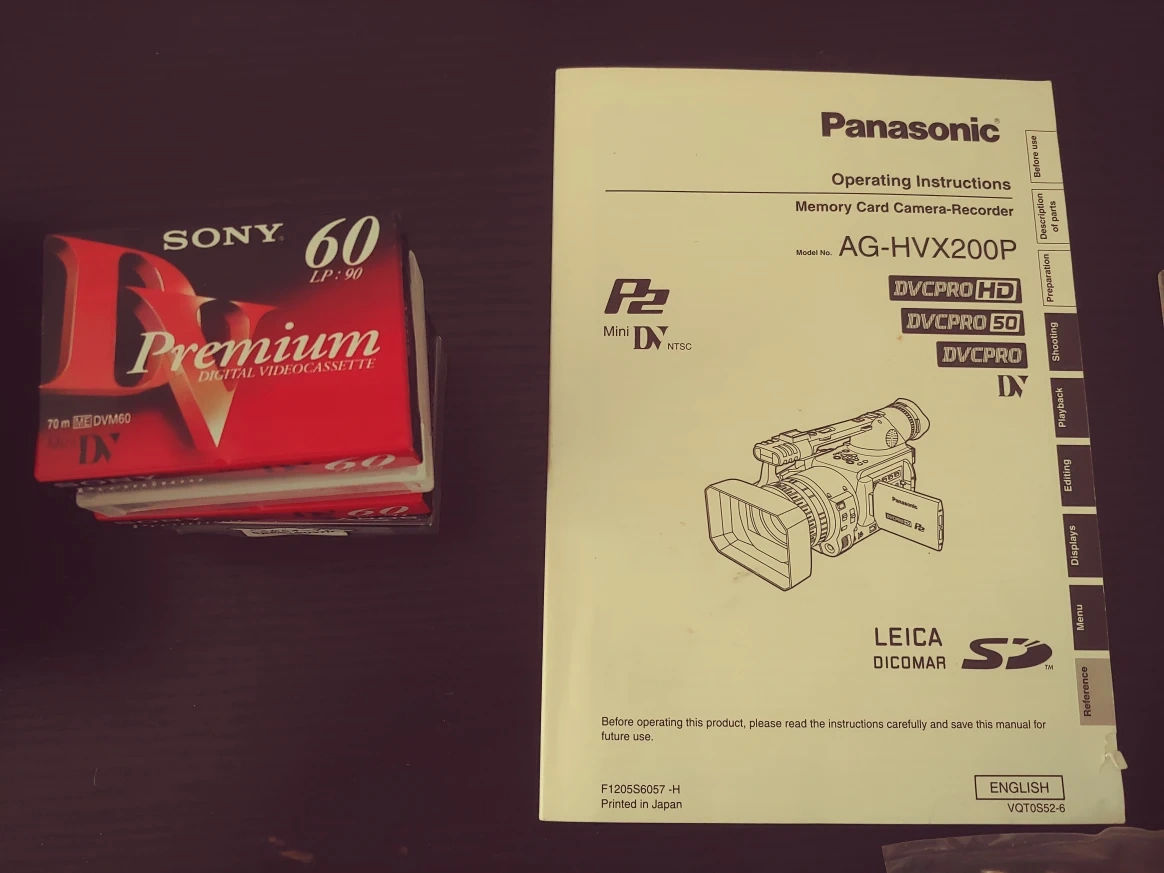 SONY
60
LP : 90
DV
Premium
DIGITAL VIDEOCASSETTE
70 m ME DVM60
Mini DV
60
60
Panasonic®
Operating Instructions
Memory Card Camera-Recorder
Model No. AG-HVX200P
P2
Mini DV NTSC
DVCPRO HD
DVCPRO 50
DVCPRO
DV
Panasonic
P2
LEICA
DICOMAR
SD™
Before operating this product, please read the instructions carefully and save this manual for
future use.
F1205S6057 -H
Printed in Japan
ENGLISH
VQT0S52-6
Before use
Description
of parts
Preparation
Shooting
Playback
Editing
Displays
Menu
Reference